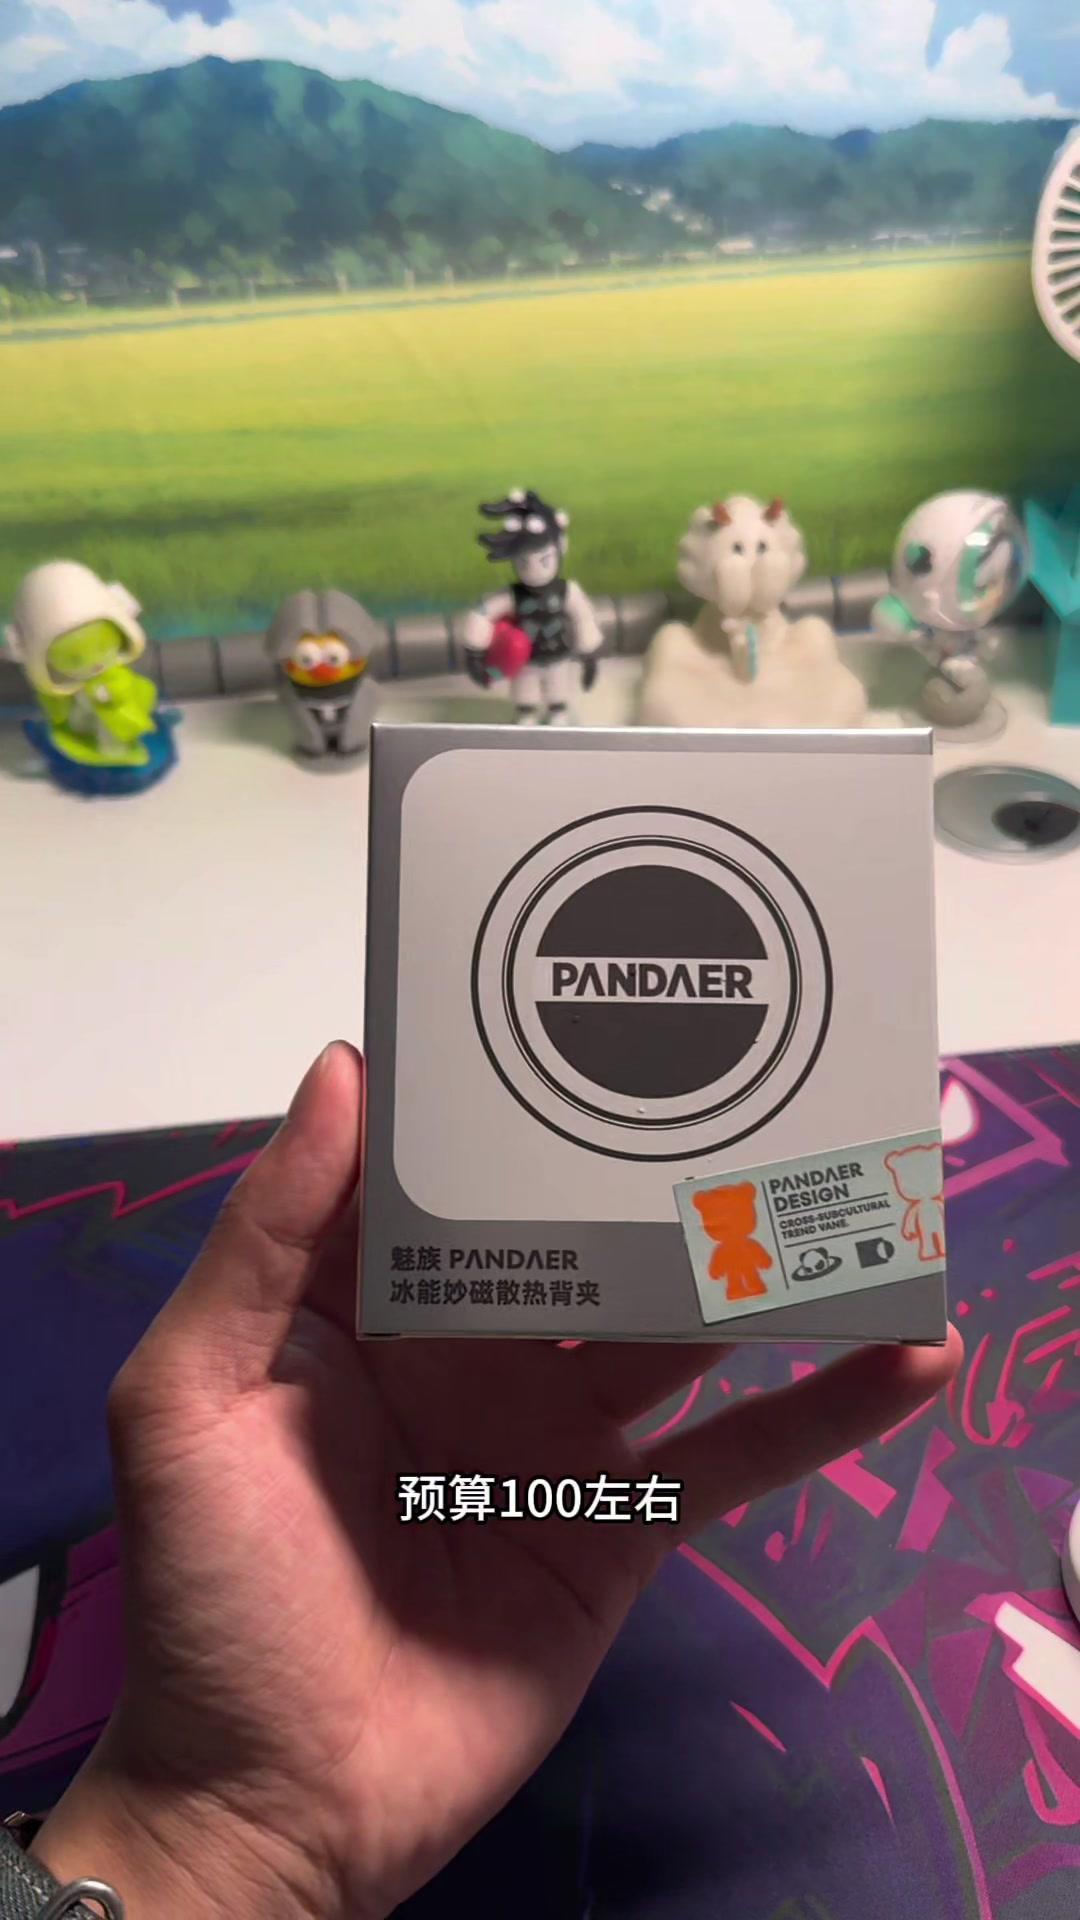 PANDAER
PANDAER
DESIGN
CROSS-SUBCULTURAL
TREND VANE.
魅族 PANDAER
冰能妙磁散热背夹
预算100左右